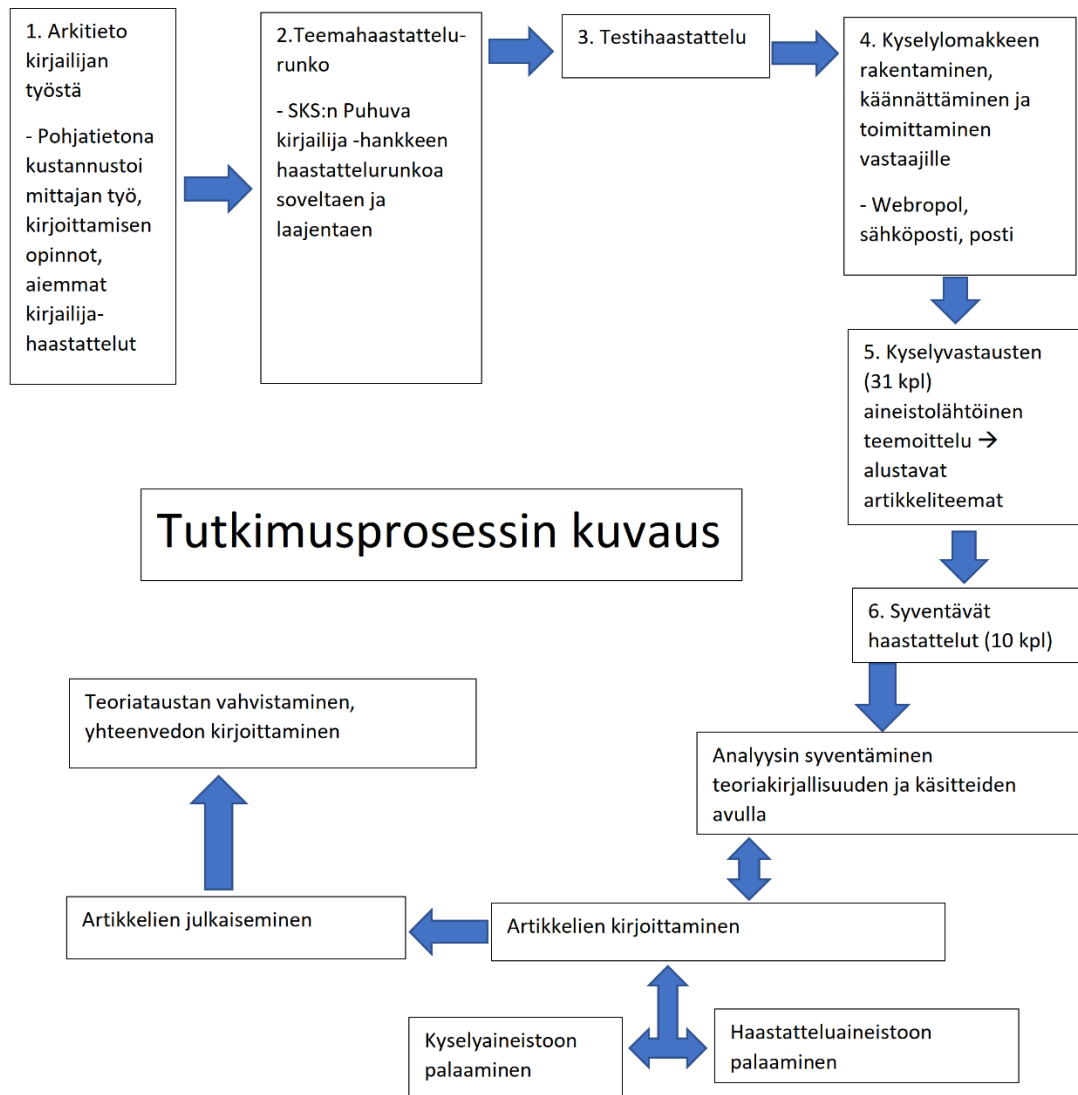 1. Arkitieto
kirjailijan
työstä
- Pohjatietona
kustannustoi
mittajan työ,
kirjoittamisen
opinnot,
aiemmat
kirjailija-
haastattelut
2.Teemahaastattelu-
runko
- SKS:n Puhuva
kirjailija -hankkeen
haastattelurunkoa
soveltaen ja
laajentaen
3. Testihaastattelu
4. Kyselylomakkeen
rakentaminen,
käännättäminen ja
toimittaminen
vastaajille
- Webropol,
sähköposti, posti
5. Kyselyvastausten
(31 kpl)
aineistolähtöinen
teemoittelu →
alustavat
artikkeliteemat
Tutkimusprosessin kuvaus
6. Syventävät
haastattelut (10 kpl)
Analyysin syventäminen
teoriakirjallisuuden ja käsitteiden
avulla
Artikkelien kirjoittaminen
Kyselyaineistoon
palaaminen
Haastatteluaineistoon
palaaminen
Artikkelien julkaiseminen
Teoriataustan vahvistaminen,
yhteenvedon kirjoittaminen